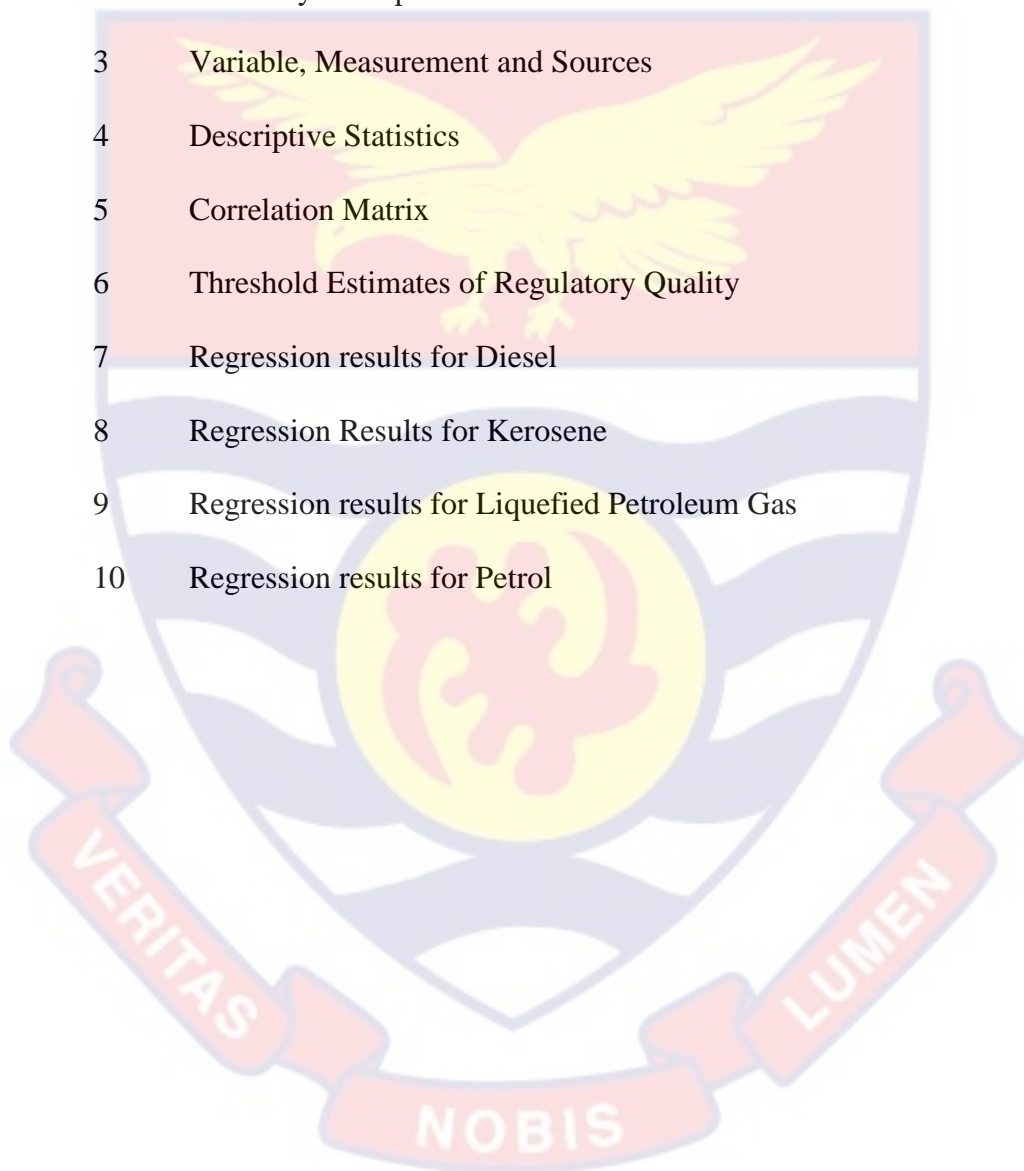 3 Variable, Measurement and Sources
4 Descriptive Statistics
5 Correlation Matrix
6 Threshold Estimates of Regulatory Quality
7 Regression results for Diesel
8 Regression Results for Kerosene
9 Regression results for Liquefied Petroleum Gas
10 Regression results for Petrol
VERITAS
NOBIS
LUMEN